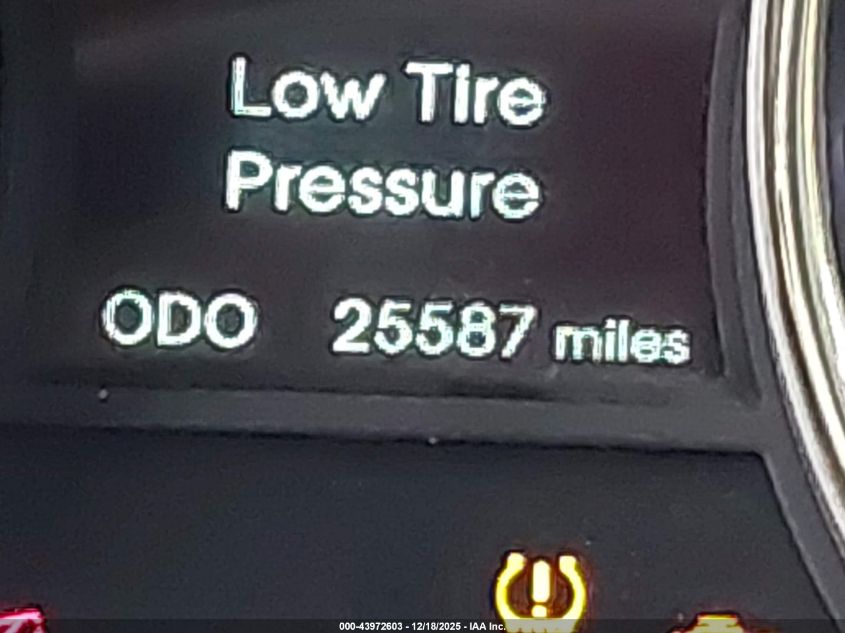 Low Tire
Pressure
ODO 25587 miles
000-43972603 - 12/18/2025 - IAA Inc.